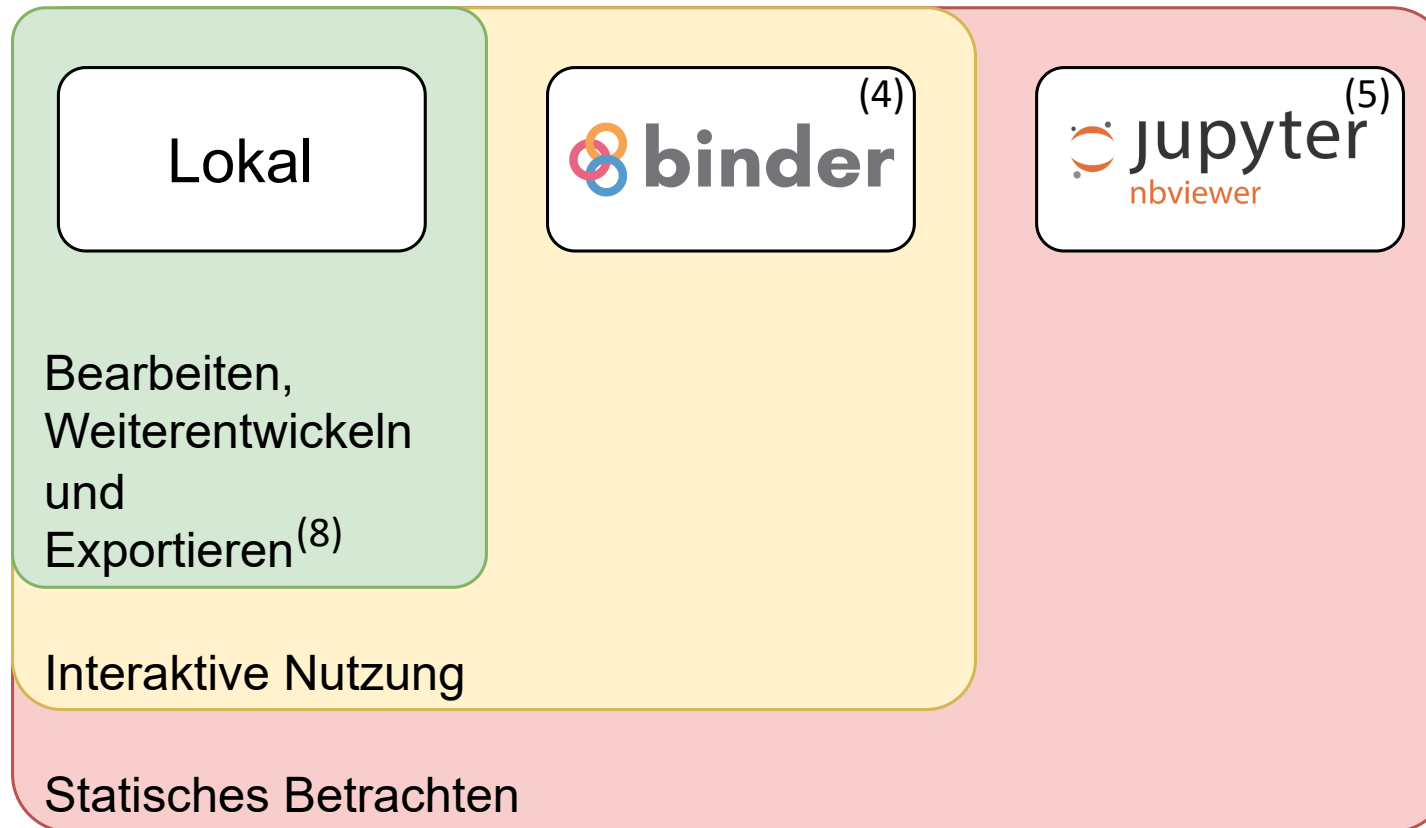 Lokal
(4)
binder
(5)
jupyter
nbviewer
Bearbeiten,
Weiterentwickeln
und
Exportieren(8)
Interaktive Nutzung
Statisches Betrachten